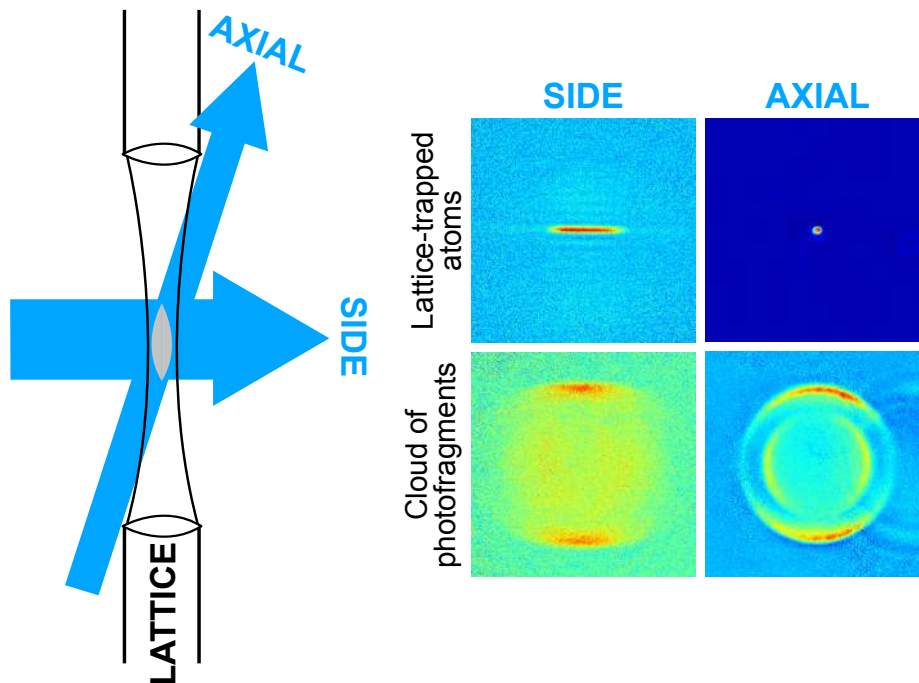 AXIAL
SIDE
LATTICE
SIDE
AXIAL
Lattice-trapped
atoms
Cloud of
photofragments